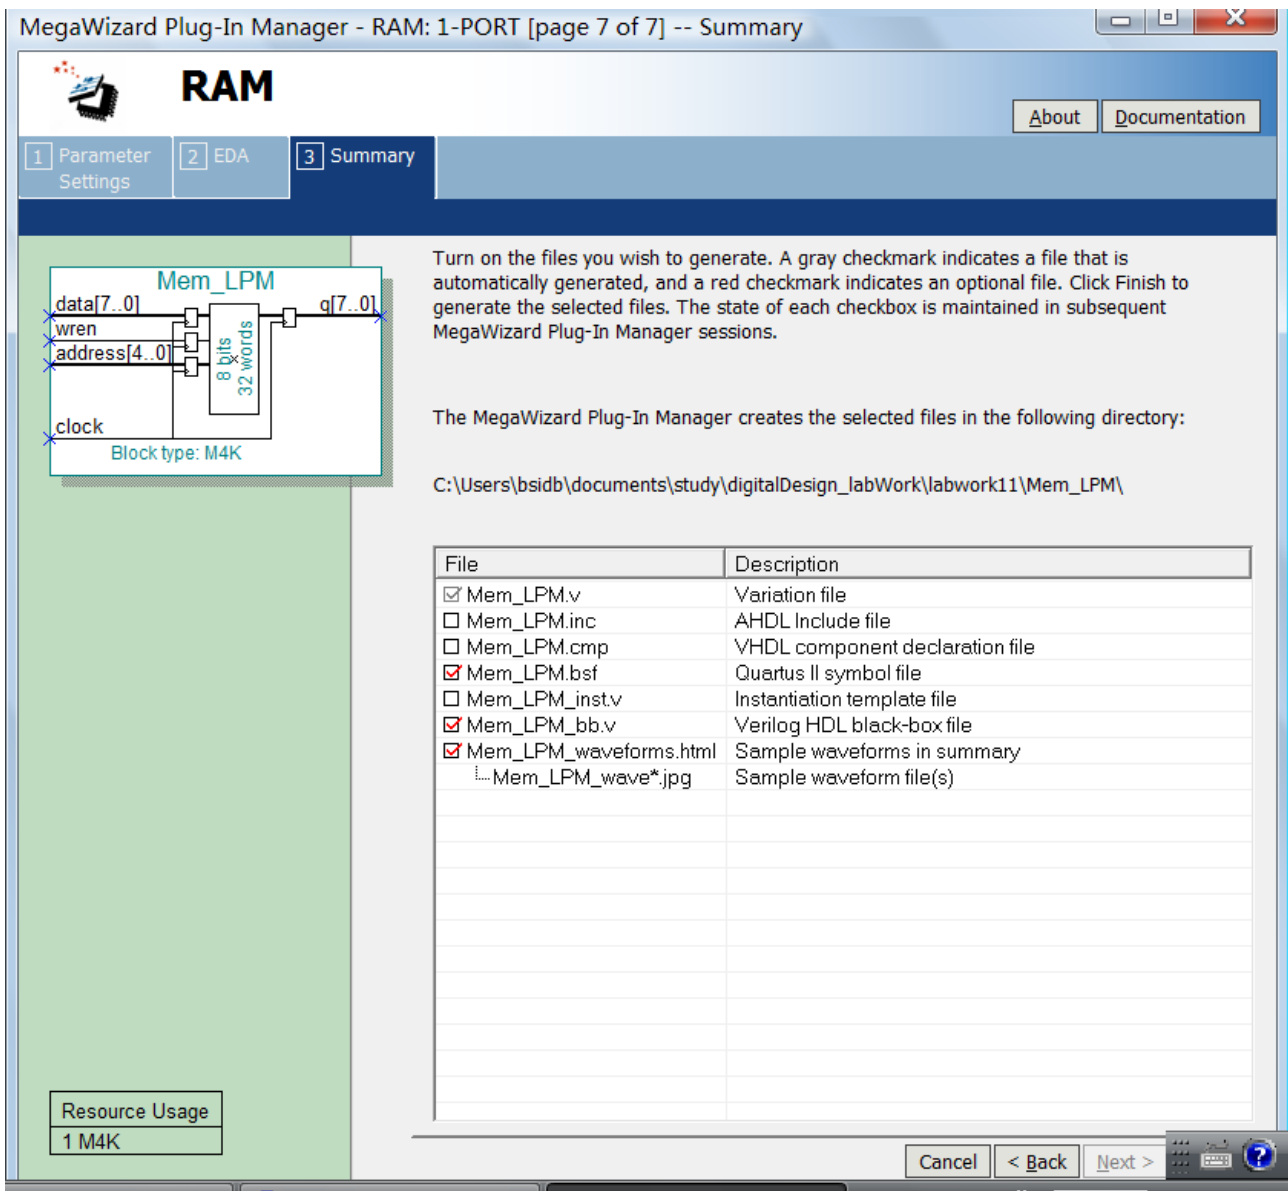 MegaWizard Plug-In Manager - RAM: 1-PORT [page 7 of 7] -- Summary
RAM
About
Documentation
1 Parameter Settings
2 EDA
3 Summary
Mem_LPM
data[7..0]
q[7..0]
wren
address[4..0]
8 bits
x
32 words
clock
Block type: M4K
Turn on the files you wish to generate. A gray checkmark indicates a file that is
automatically generated, and a red checkmark indicates an optional file. Click Finish to
generate the selected files. The state of each checkbox is maintained in subsequent
MegaWizard Plug-In Manager sessions.
The MegaWizard Plug-In Manager creates the selected files in the following directory:
C:\Users\bsidb\documents\study\digitalDesign_labWork\labwork11\Mem_LPM\
File Description
Mem_LPM.v Variation file
Mem_LPM.inc AHDL Include file
Mem_LPM.cmp VHDL component declaration file
Mem_LPM.bsf Quartus II symbol file
Mem_LPM_inst.v Instantiation template file
Mem_LPM_bb.v Verilog HDL black-box file
Mem_LPM_waveforms.html Sample waveforms in summary
Mem_LPM_wave*.jpg Sample waveform file(s)
Resource Usage
1 M4K
Cancel
< Back
Next >
?